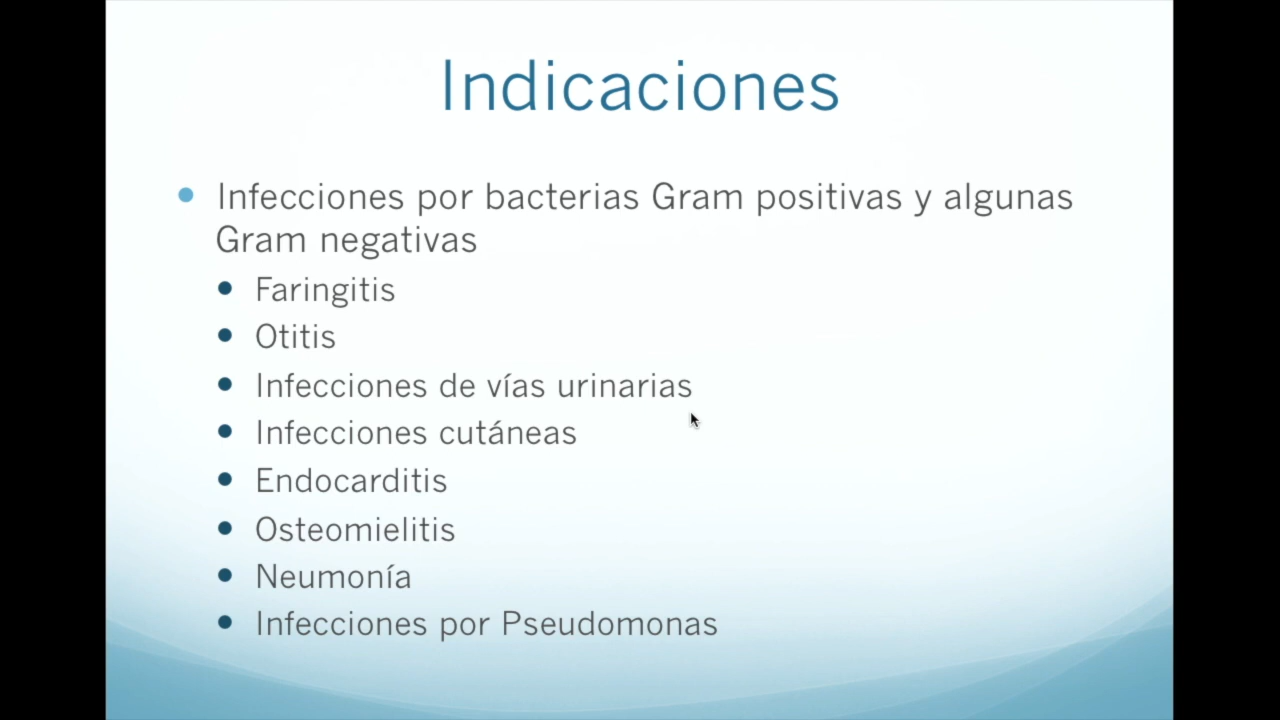 Indicaciones
Infecciones por bacterias Gram positivas y algunas
Gram negativas
Faringitis
Otitis
Infecciones de vías urinarias
Infecciones cutáneas
Endocarditis
Osteomielitis
Neumonía
Infecciones por Pseudomonas